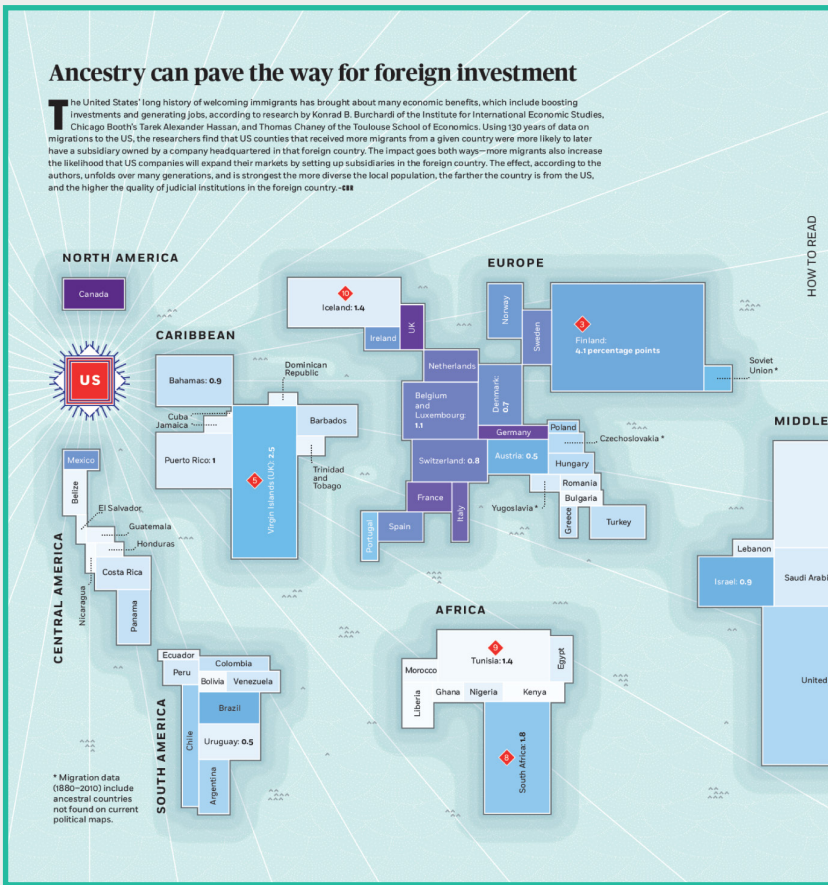 Ancestry can pave the way for foreign investment
The United States' long history of welcoming immigrants has brought about many economic benefits, which include boosting
investments and generating jobs, according to research by Konrad B. Burchardi of the Institute for International Economic Studies,
Chicago Booth's Tarek Alexander Hassan, and Thomas Chaney of the Toulouse School of Economics. Using 130 years of data on
migrations to the US, the researchers find that US counties that received more migrants from a given country were more likely to later
have a subsidiary owned by a company headquartered in that foreign country. The impact goes both ways—more migrants also increase
the likelihood that US companies will expand their markets by setting up subsidiaries in the foreign country. The effect, according to the
authors, unfolds over many generations, and is strongest the more diverse the local population, the farther the country is from the US,
and the higher the quality of judicial institutions in the foreign country.–CBR
HOW TO READ
NORTH AMERICA
Canada
US
CARIBBEAN
Bahamas: 0.9
Dominican
Republic
Cuba
Jamaica
Barbados
Puerto Rico: 1
5
Virgin Islands (UK): 2.5
Trinidad
and
Tobago
EUROPE
10
Iceland: 1.4
Ireland
UK
Norway
Sweden
3
Finland:
4.1 percentage points
Soviet
Union *
Netherlands
Belgium
and
Luxembourg:
1.1
Denmark:
0.7
Germany
Poland
Czechoslovakia *
Switzerland: 0.8
Austria: 0.5
Hungary
Romania
Bulgaria
Yugoslavia *
Greece
Turkey
France
Italy
Portugal
Spain
MIDDLE
Lebanon
Israel: 0.9
Saudi Arabi
United
CENTRAL AMERICA
Mexico
Belize
El Salvador
Guatemala
Honduras
Costa Rica
Nicaragua
Panama
SOUTH AMERICA
Ecuador
Peru
Colombia
Bolivia
Venezuela
Brazil
Chile
Uruguay: 0.5
Argentina
AFRICA
9
Tunisia: 1.4
Egypt
Morocco
Liberia
Ghana
Nigeria
Kenya
8
South Africa: 1.8
* Migration data
(1880–2010) include
ancestral countries
not found on current
political maps.